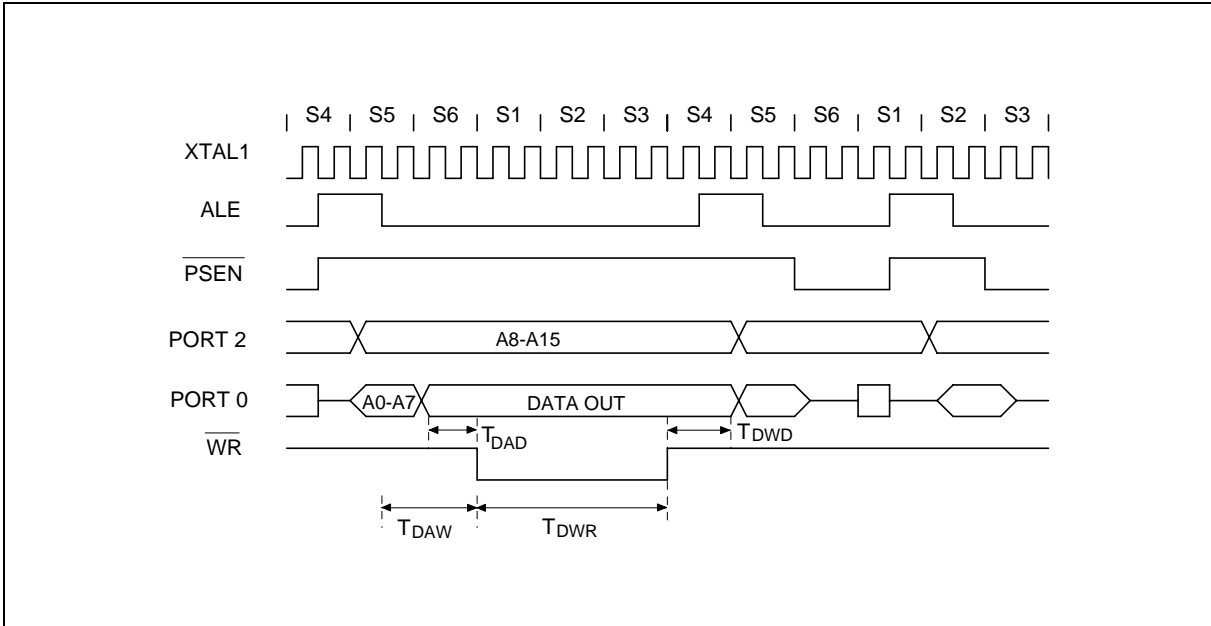 S4 S5 S6 S1 S2 S3 S4 S5 S6 S1 S2 S3
XTAL1
ALE
PSEN
PORT 2 A8-A15
PORT 0 A0-A7 DATA OUT
WR TDAD TDWD
TDAW TDWR